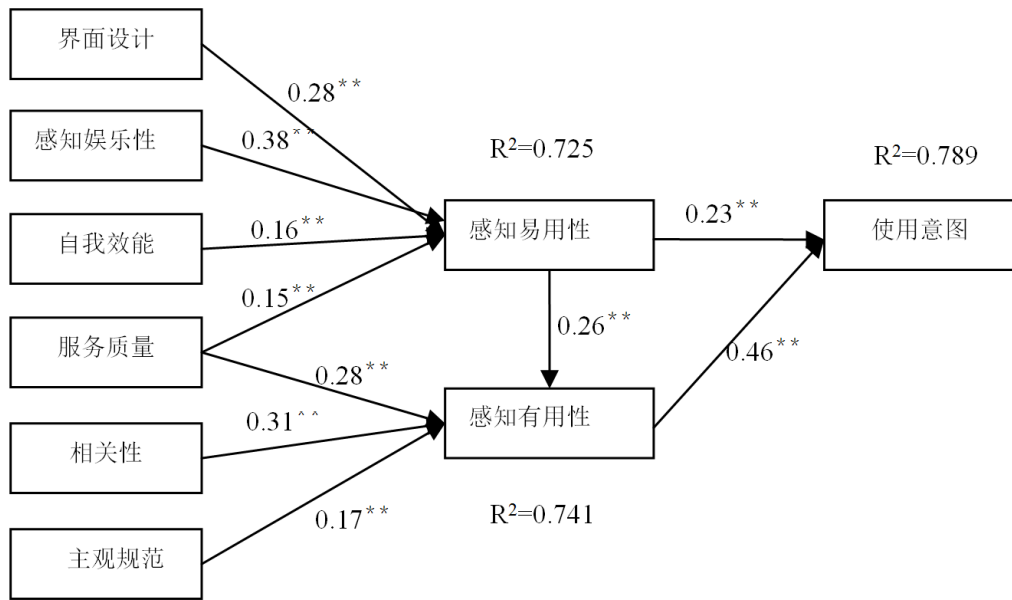 界面设计
0.28**
感知娱乐性
0.38**
R²=0.725
R²=0.789
自我效能
0.16**
感知易用性
0.23**
使用意图
0.15**
服务质量
0.26**
0.28**
0.46**
感知有用性
0.31^^
相关性
0.17**
R²=0.741
主观规范